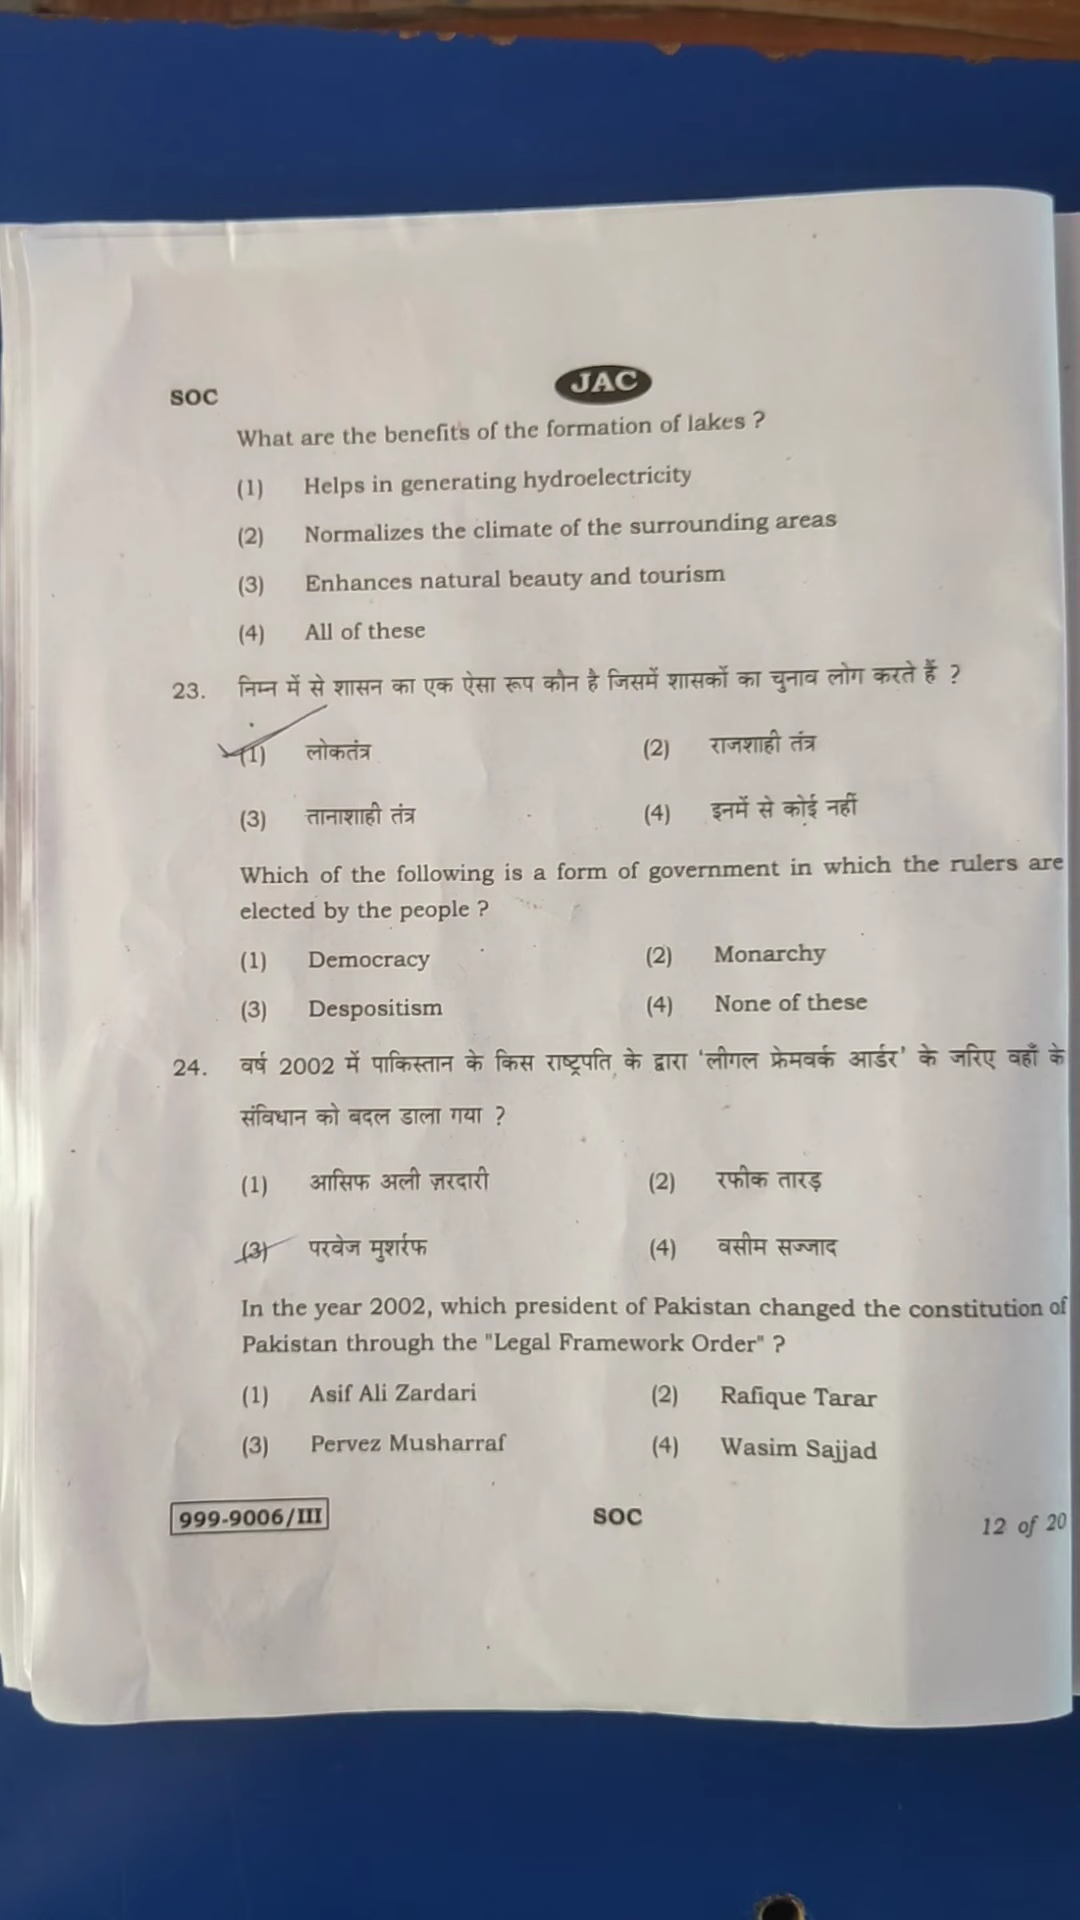 SOC
JAC
What are the benefits of the formation of lakes ?
(1) Helps in generating hydroelectricity
(2) Normalizes the climate of the surrounding areas
(3) Enhances natural beauty and tourism
(4) All of these
23. निम्न में से शासन का एक ऐसा रूप कौन है जिसमें शासकों का चुनाव लोग करते हैं ?
(1) लोकतंत्र (2) राजशाही तंत्र
(3) तानाशाही तंत्र (4) इनमें से कोई नहीं
Which of the following is a form of government in which the rulers are
elected by the people ?
(1) Democracy (2) Monarchy
(3) Despositism (4) None of these
24. वर्ष 2002 में पाकिस्तान के किस राष्ट्रपति के द्वारा 'लीगल फ्रेमवर्क आर्डर' के जरिए वहाँ के
संविधान को बदल डाला गया ?
(1) आसिफ अली ज़रदारी (2) रफीक तारड़
(3) परवेज मुशर्रफ (4) वसीम सज्जाद
In the year 2002, which president of Pakistan changed the constitution of
Pakistan through the "Legal Framework Order" ?
(1) Asif Ali Zardari (2) Rafique Tarar
(3) Pervez Musharraf (4) Wasim Sajjad
999-9006/III SOC 12 of 20